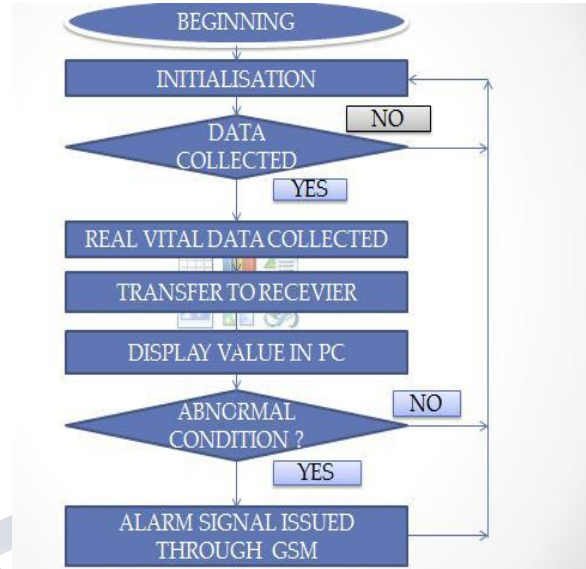 BEGINNING
INITIALISATION
NO
DATA
COLLECTED
YES
REAL VITAL DATA COLLECTED
TRANSFER TO RECEVIER
DISPLAY VALUE IN PC
NO
ABNORMAL
CONDITION ?
YES
ALARM SIGNAL ISSUED
THROUGH GSM